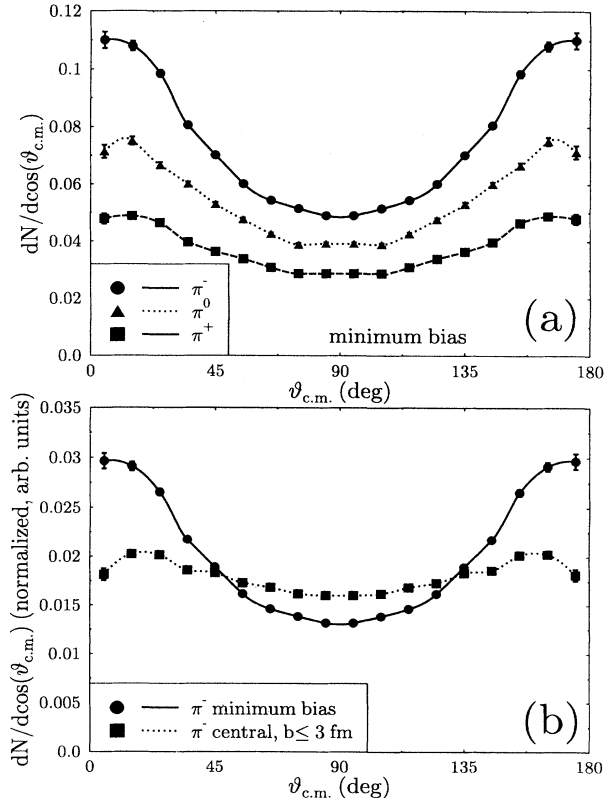 0.12
0.1
0.08
0.06
0.04
0.02
0.0
dN/dcos(ϑc.m.)
π-
π0
π+
minimum bias
(a)
0 45 90 135 180
ϑc.m. (deg)
0.035
0.03
0.025
0.02
0.015
0.01
0.005
0.0
dN/dcos(ϑc.m.) (normalized, arb. units)
π- minimum bias
π- central, b≤ 3 fm
(b)
0 45 90 135 180
ϑc.m. (deg)